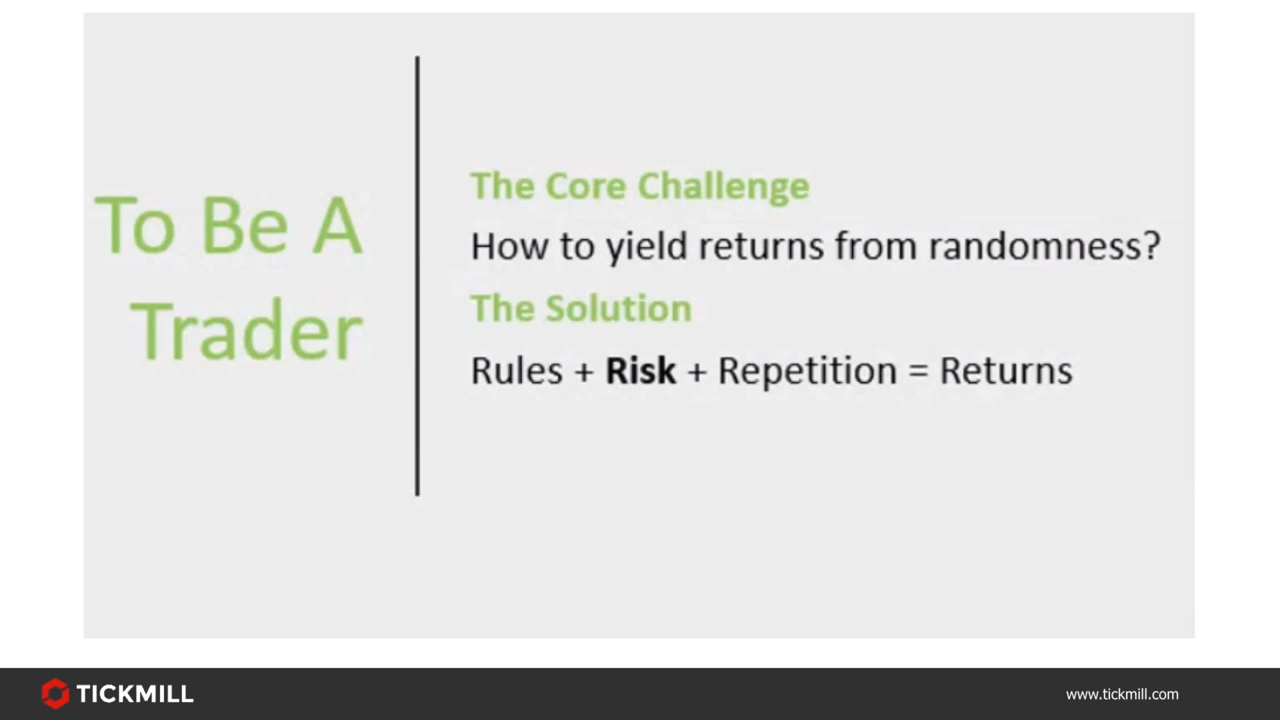 To Be A
Trader
The Core Challenge
How to yield returns from randomness?
The Solution
Rules + Risk + Repetition = Returns
TICKMILL
www.tickmill.com